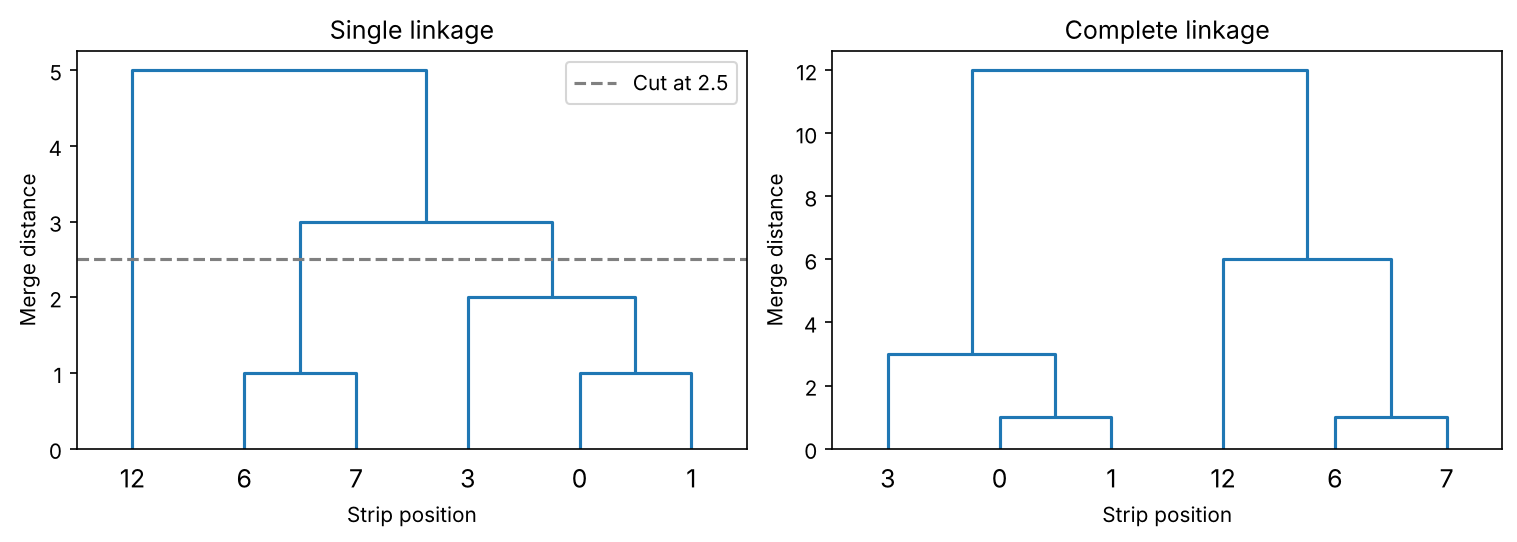 Single linkage
5
4
3
2
1
0
Merge distance
Cut at 2.5
12 6 7 3 0 1
Strip position
Complete linkage
12
10
8
6
4
2
0
Merge distance
3 0 1 12 6 7
Strip position